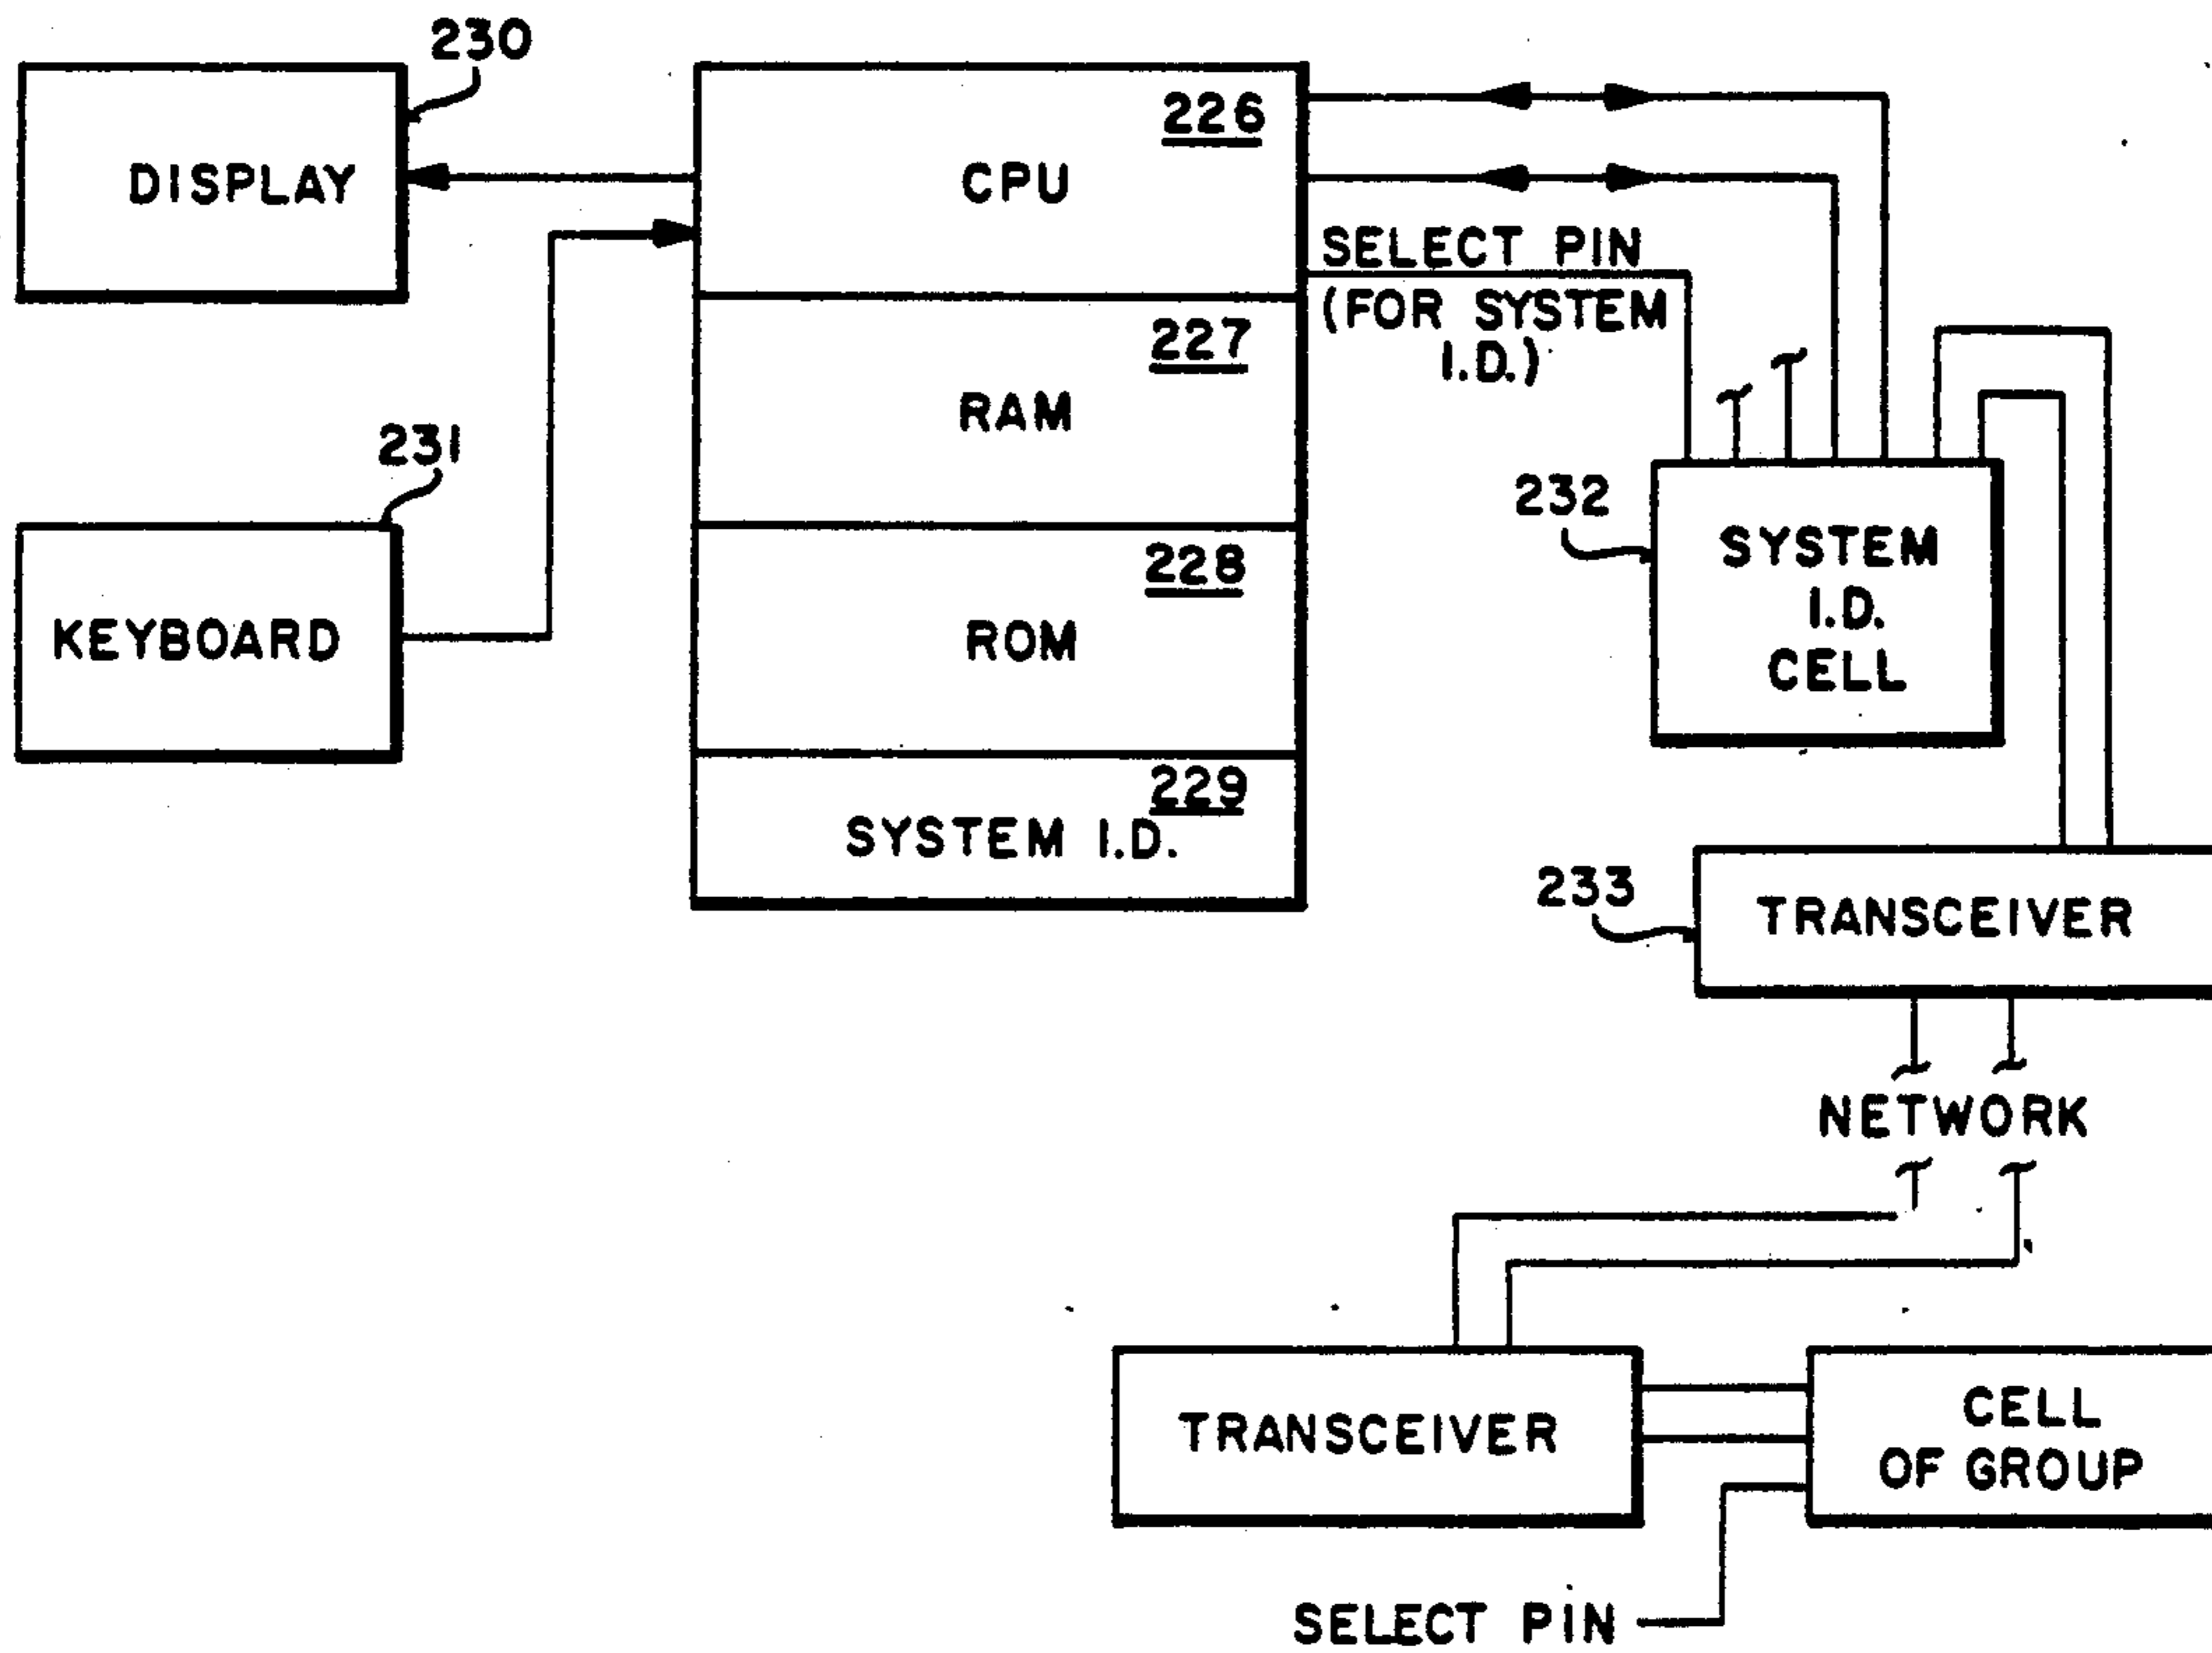 230
DISPLAY
226
CPU
SELECT PIN
(FOR SYSTEM
I.D.)
227
RAM
231
KEYBOARD
228
ROM
232
SYSTEM
I.D.
CELL
229
SYSTEM I.D.
233
TRANSCEIVER
NETWORK
TRANSCEIVER
CELL
OF GROUP
SELECT PIN